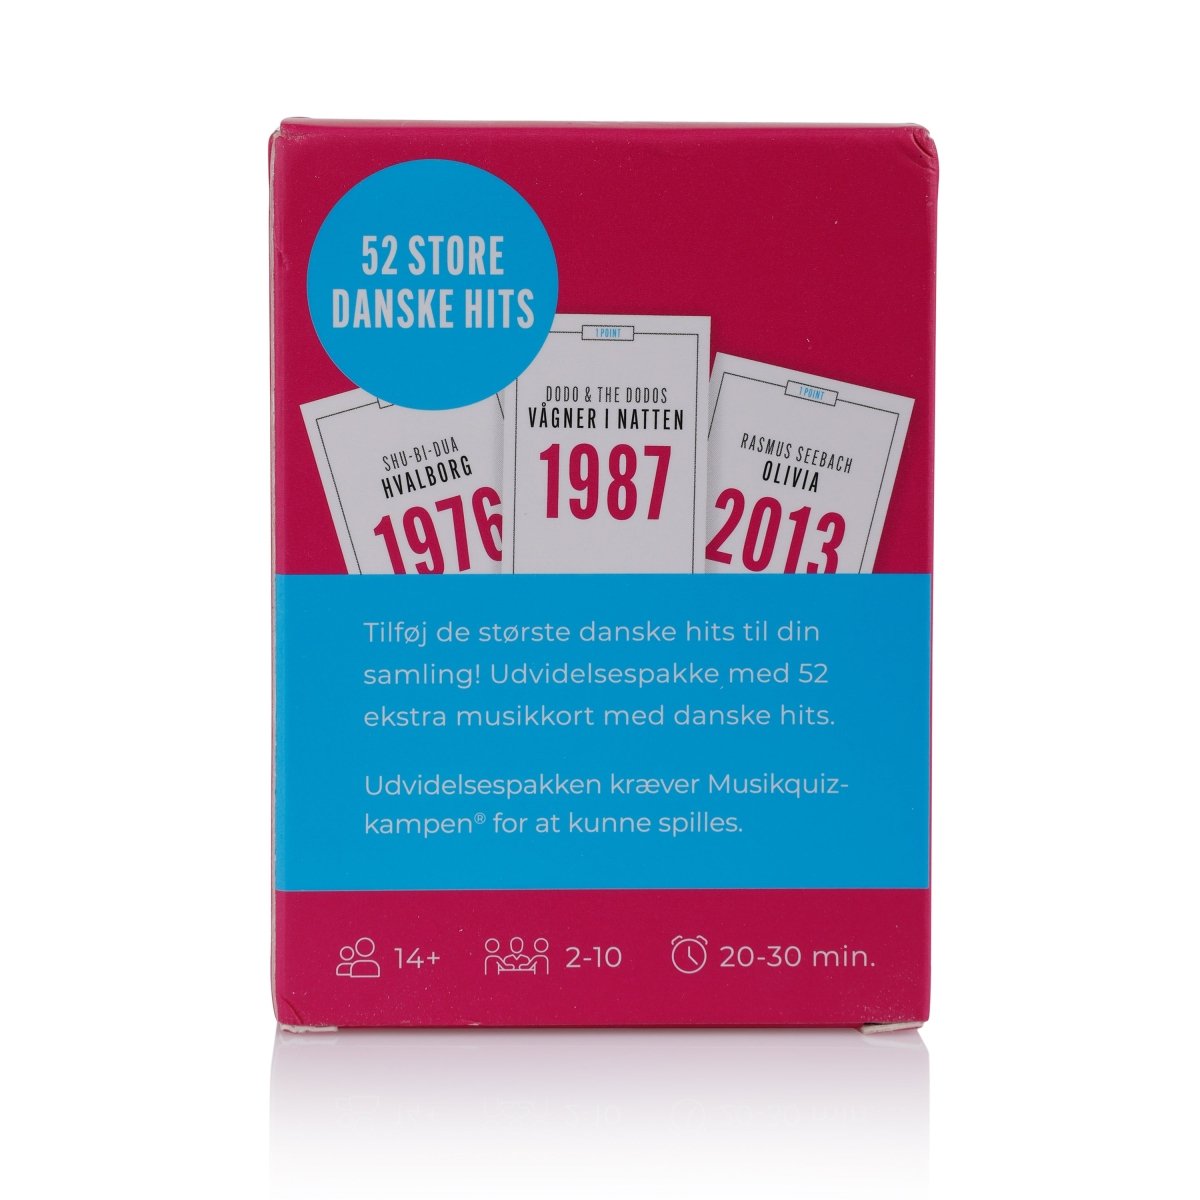 52 STORE
DANSKE HITS
1 POINT
DODO & THE DODOS
VÅGNER I NATTEN
1987
SHU-BI-DUA
HVALBORG
1976
1 POINT
RASMUS SEEBACH
OLIVIA
2013
Tilføj de største danske hits til din
samling! Udvidelsespakke med 52
ekstra musikkort med danske hits.
Udvidelsespakken kræver Musikquiz-
kampen® for at kunne spilles.
14+
2-10
20-30 min.